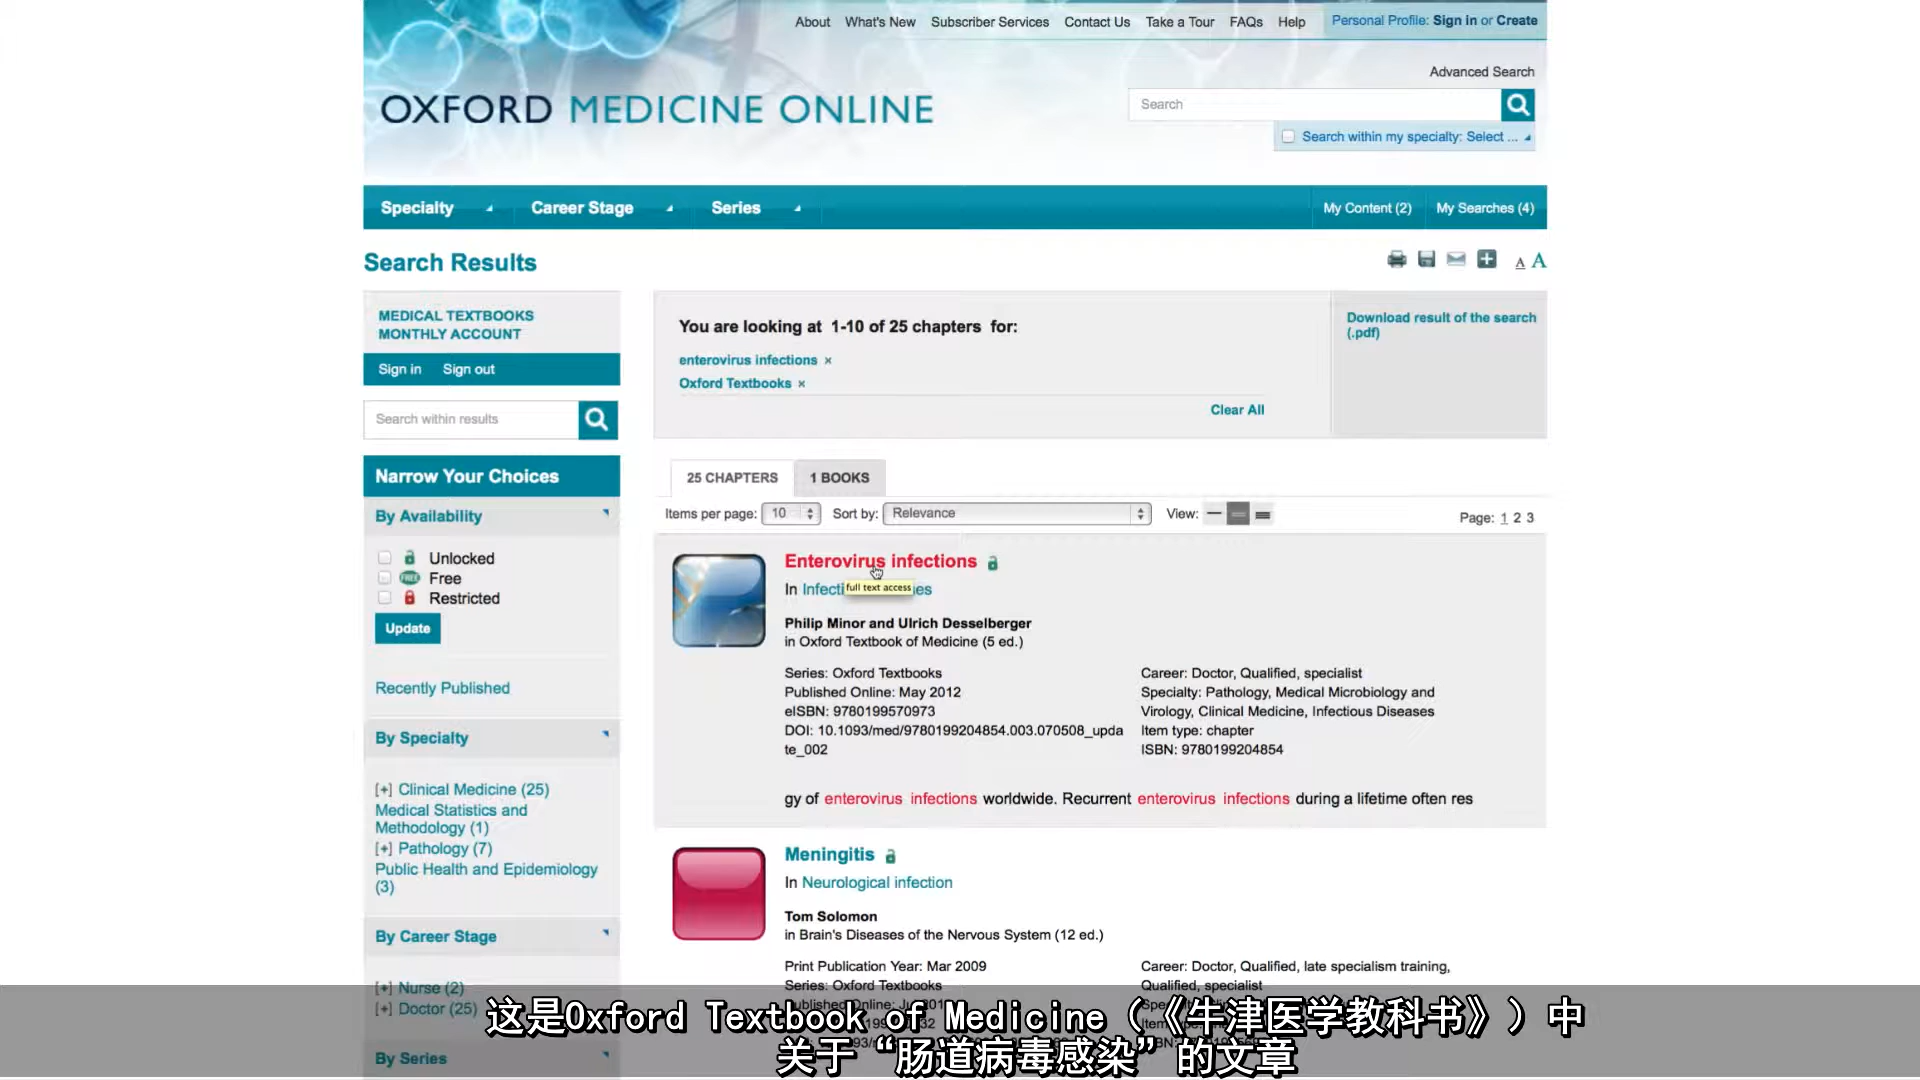 About What's New Subscriber Services Contact Us Take a Tour FAQs Help Personal Profile: Sign in or Create
Advanced Search
OXFORD MEDICINE ONLINE
Search
Search within my specialty: Select ...
Specialty Career Stage Series My Content (2) My Searches (4)
Search Results
A A
MEDICAL TEXTBOOKS
MONTHLY ACCOUNT
Sign in Sign out
Search within results
Narrow Your Choices
By Availability
Unlocked
FREE Free
Restricted
Update
Recently Published
By Specialty
[+] Clinical Medicine (25)
Medical Statistics and
Methodology (1)
[+] Pathology (7)
Public Health and Epidemiology
(3)
By Career Stage
[+] Nurse (2)
[+] Doctor (25)
By Series
You are looking at 1-10 of 25 chapters for:
enterovirus infections ×
Oxford Textbooks ×
Clear All
Download result of the search
(.pdf)
25 CHAPTERS 1 BOOKS
Items per page: 10 Sort by: Relevance View: Page: 1 2 3
Enterovirus infections
full text access
In Infecti es
Philip Minor and Ulrich Desselberger
in Oxford Textbook of Medicine (5 ed.)
Series: Oxford Textbooks
Published Online: May 2012
eISBN: 9780199570973
DOI: 10.1093/med/9780199204854.003.070508_upda
te_002
Career: Doctor, Qualified, specialist
Specialty: Pathology, Medical Microbiology and
Virology, Clinical Medicine, Infectious Diseases
Item type: chapter
ISBN: 9780199204854
gy of enterovirus infections worldwide. Recurrent enterovirus infections during a lifetime often res
Meningitis
In Neurological infection
Tom Solomon
in Brain's Diseases of the Nervous System (12 ed.)
Print Publication Year: Mar 2009
Series: Oxford Textbooks
Career: Doctor, Qualified, late specialism training,
Qualified, specialist
这是Oxford Textbook of Medicine（《牛津医学教科书》）中
关于“肠道病毒感染”的文章